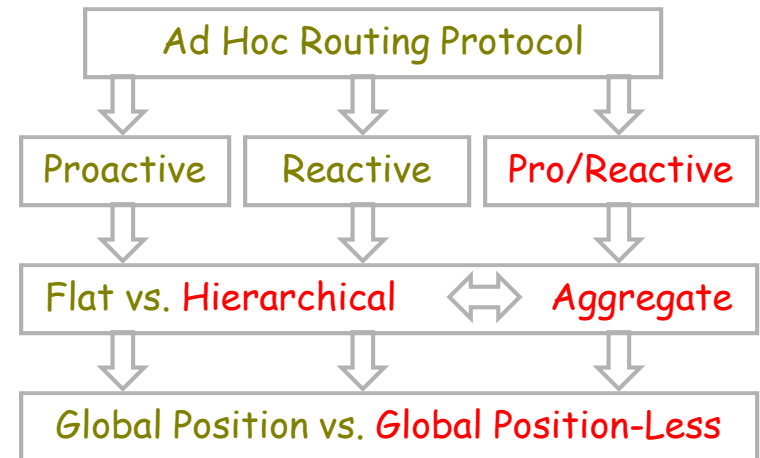 Ad Hoc Routing Protocol
Proactive
Reactive
Pro/Reactive
Flat vs. Hierarchical
Aggregate
Global Position vs. Global Position-Less